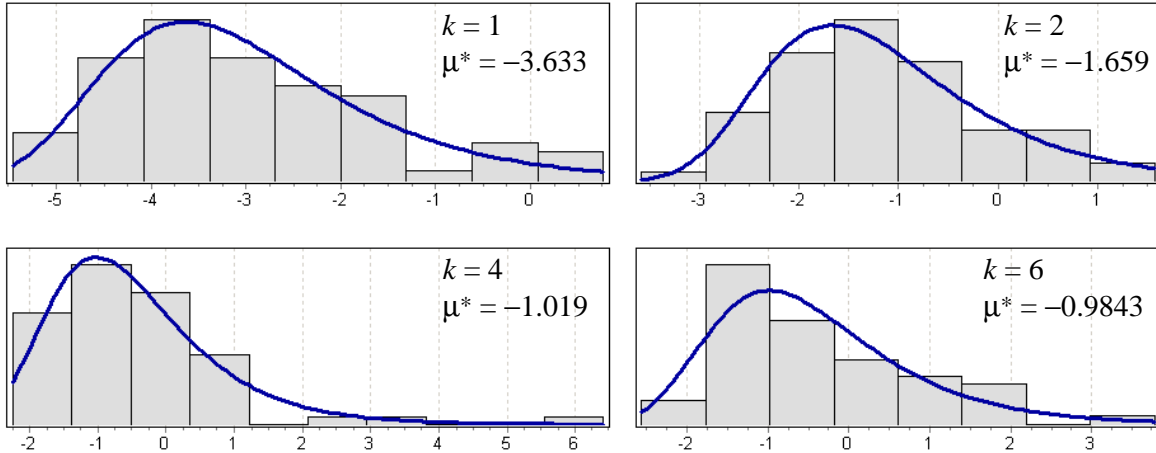 k = 1
μ* = −3.633
-5 -4 -3 -2 -1 0
k = 2
μ* = −1.659
-3 -2 -1 0 1
k = 4
μ* = −1.019
-2 -1 0 1 2 3 4 5 6
k = 6
μ* = −0.9843
-2 -1 0 1 2 3